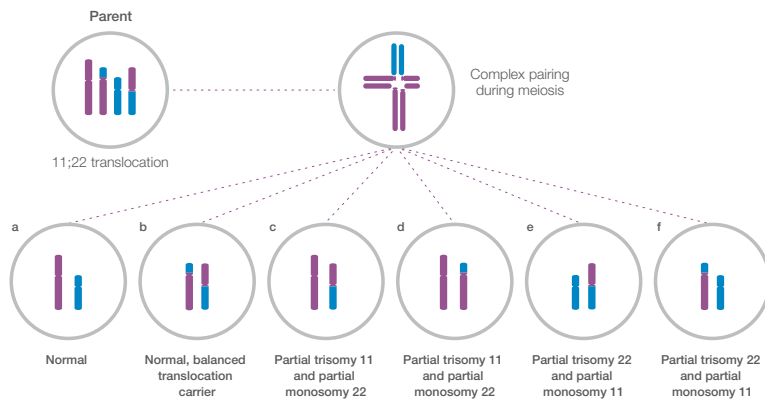 Parent
Complex pairing
during meiosis
11;22 translocation
a
b
c
d
e
f
Normal
Normal, balanced
translocation
carrier
Partial trisomy 11
and partial
monosomy 22
Partial trisomy 11
and partial
monosomy 22
Partial trisomy 22
and partial
monosomy 11
Partial trisomy 22
and partial
monosomy 11